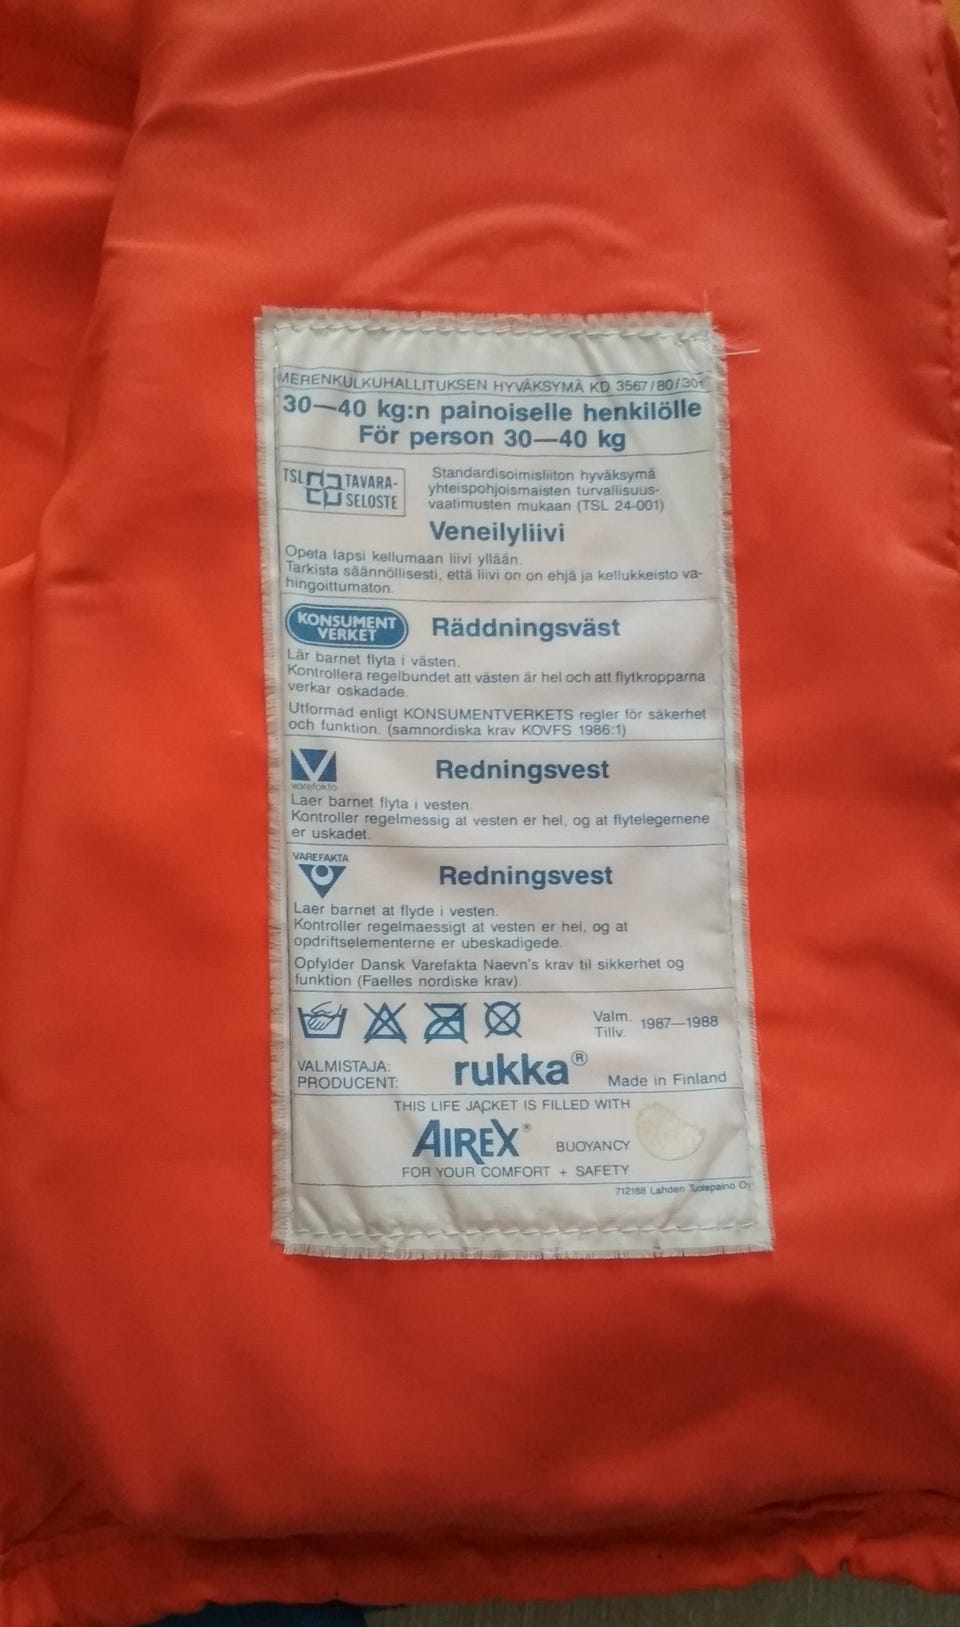 MERENKULKUHALLITUKSEN HYVÄKSYMÄ KD 3567/80/301
30—40 kg:n painoiselle henkilölle
För person 30—40 kg
TSL TAVARA-
SELOSTE
Standardisoimisliiton hyväksymä
yhteispohjoismaisten turvallisuus-
vaatimusten mukaan (TSL 24-001)
Veneilyliivi
Opeta lapsi kellumaan liivi yllään.
Tarkista säännöllisesti, että liivi on on ehjä ja kellukkeisto va-
hingoittumaton.
KONSUMENT
VERKET
Räddningsväst
Lär barnet flyta i västen.
Kontrollera regelbundet att västen är hel och att flytkropparna
verkar oskadade.
Utformad enligt KONSUMENTVERKETS regler för säkerhet
och funktion. (samnordiska krav KOVFS 1986:1)
varefakta
Redningsvest
Laer barnet flyta i vesten.
Kontroller regelmessig at vesten er hel, og at flytelegemene
er uskadet.
VAREFAKTA
Redningsvest
Laer barnet at flyde i vesten.
Kontroller regelmaessigt at vesten er hel, og at
opdriftselementerne er ubeskadigede.
Opfylder Dansk Varefakta Naevn's krav til sikkerhet og
funktion (Faelles nordiske krav).
Valm.
Tillv. 1987—1988
VALMISTAJA:
PRODUCENT:
rukka®
Made in Finland
THIS LIFE JACKET IS FILLED WITH
AIREX® BUOYANCY
FOR YOUR COMFORT + SAFETY
712168 Lahden Tuotepaino Oy